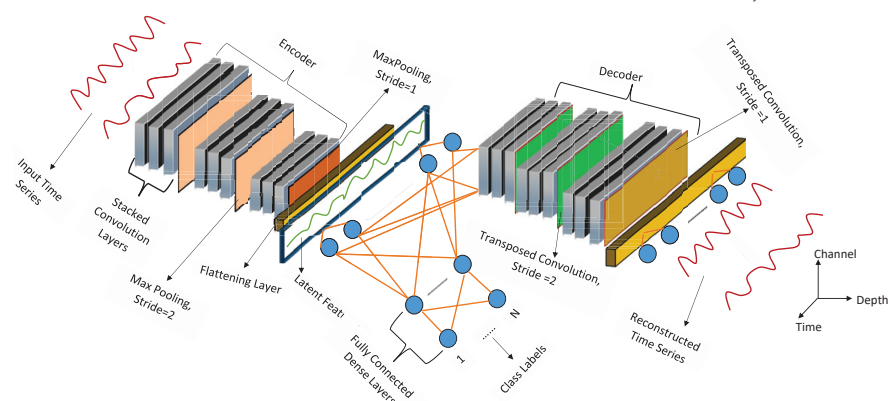 Input Time
Series
Stacked
Convolution
Layers
Encoder
MaxPooling,
Stride=1
Max Pooling,
Stride=2
Flattening Layer
Latent Featu
Fully Connected
Dense Layers
1
N
Class Labels
Decoder
Transposed Convolution,
Stride =1
Transposed Convolution,
Stride =2
Reconstructed
Time Series
Channel
Depth
Time